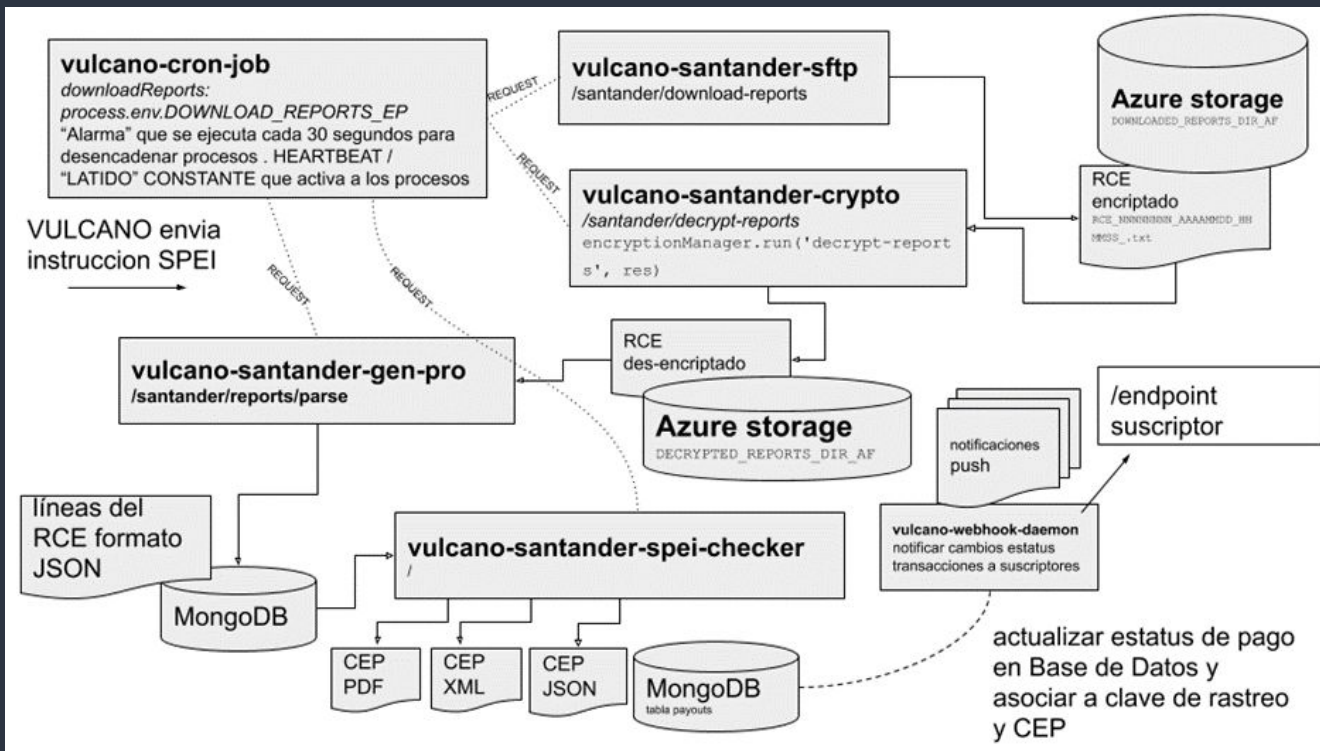 vulcano-cron-job
downloadReports:
process.env.DOWNLOAD_REPORTS_EP
“Alarma” que se ejecuta cada 30 segundos para
desencadenar procesos . HEARTBEAT /
“LATIDO” CONSTANTE que activa a los procesos
REQUEST
vulcano-santander-sftp
/santander/download-reports
Azure storage
DOWNLOADED_REPORTS_DIR_AF
REQUEST
vulcano-santander-crypto
/santander/decrypt-reports
encryptionManager.run('decrypt-report
s', res)
RCE
encriptado
RCE_NNNNNNNN_AAAAMMDD_HH
MMSS_.txt
VULCANO envia
instruccion SPEI
REQUEST
REQUEST
vulcano-santander-gen-pro
/santander/reports/parse
RCE
des-encriptado
Azure storage
DECRYPTED_REPORTS_DIR_AF
/endpoint
suscriptor
notificaciones
push
vulcano-webhook-daemon
notificar cambios estatus
transacciones a suscriptores
líneas del
RCE formato
JSON
MongoDB
vulcano-santander-spei-checker
/
CEP
PDF
CEP
XML
CEP
JSON
MongoDB
tabla payouts
actualizar estatus de pago
en Base de Datos y
asociar a clave de rastreo
y CEP